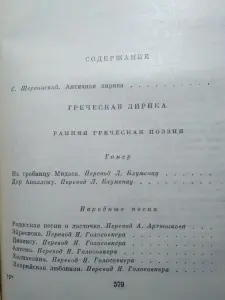 СОДЕРЖАНИЕ
С. Шервинский. Античная лирика
ГРЕЧЕСКАЯ ЛИРИКА
РАННЯЯ ГРЕЧЕСКАЯ ПОЭЗИЯ
Гомер
На гробницу Мидаса. Перевод Л. Блуменау
Дар Аполлону. Перевод Л. Блуменау
Народные песни
Родосская песня о ласточке. Перевод А. Артюшкова
Эйресиона. Перевод Я. Голосовкера
Дионису. Перевод Я. Голосовкера
Адонис. Перевод Я. Голосовкера
Перевод Я. Голосовкера
Локрийская любовная. Перевод Я. Голосовкера
579